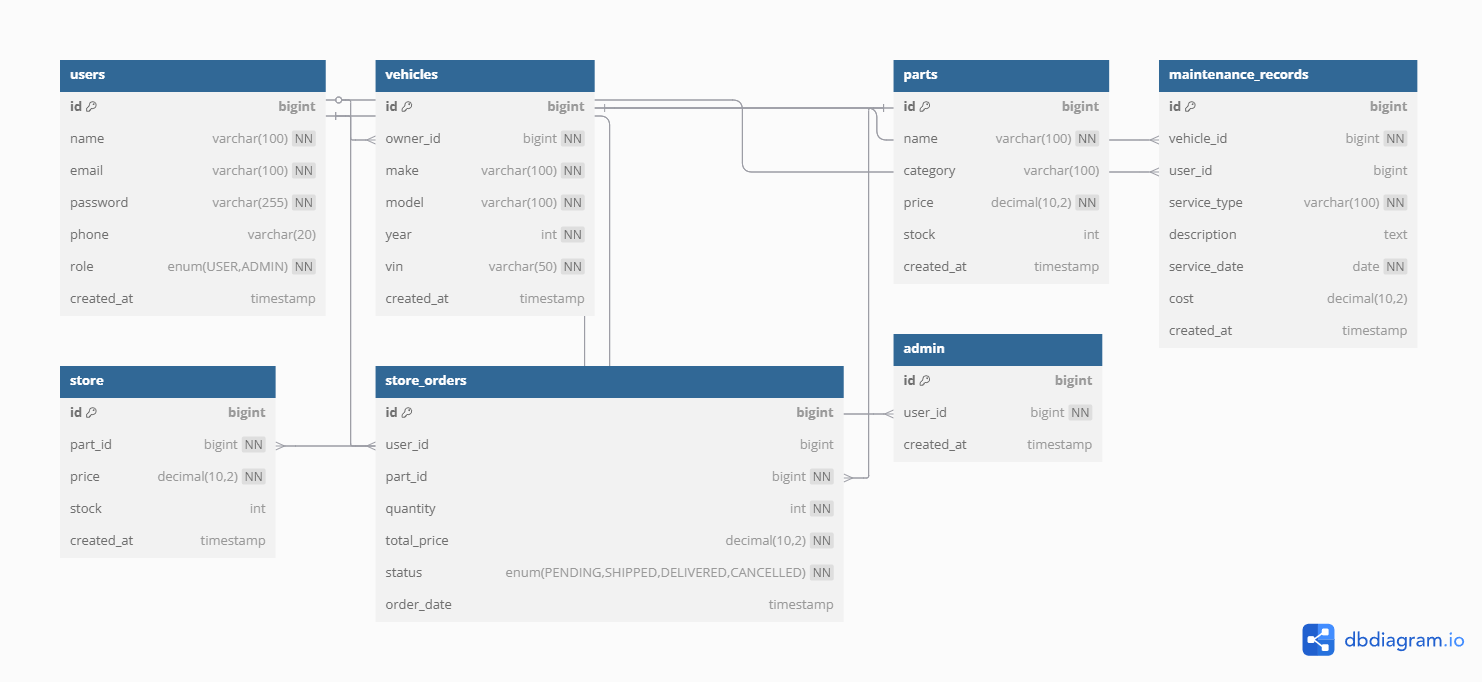 users
id bigint
name varchar(100) NN
email varchar(100) NN
password varchar(255) NN
phone varchar(20)
role enum(USER,ADMIN) NN
created_at timestamp
vehicles
id bigint
owner_id bigint NN
make varchar(100) NN
model varchar(100) NN
year int NN
vin varchar(50) NN
created_at timestamp
parts
id bigint
name varchar(100) NN
category varchar(100)
price decimal(10,2) NN
stock int
created_at timestamp
maintenance_records
id bigint
vehicle_id bigint NN
user_id bigint
service_type varchar(100) NN
description text
service_date date NN
cost decimal(10,2)
created_at timestamp
store
id bigint
part_id bigint NN
price decimal(10,2) NN
stock int
created_at timestamp
store_orders
id bigint
user_id bigint
part_id bigint NN
quantity int NN
total_price decimal(10,2) NN
status enum(PENDING,SHIPPED,DELIVERED,CANCELLED) NN
order_date timestamp
admin
id bigint
user_id bigint NN
created_at timestamp
dbdiagram.io